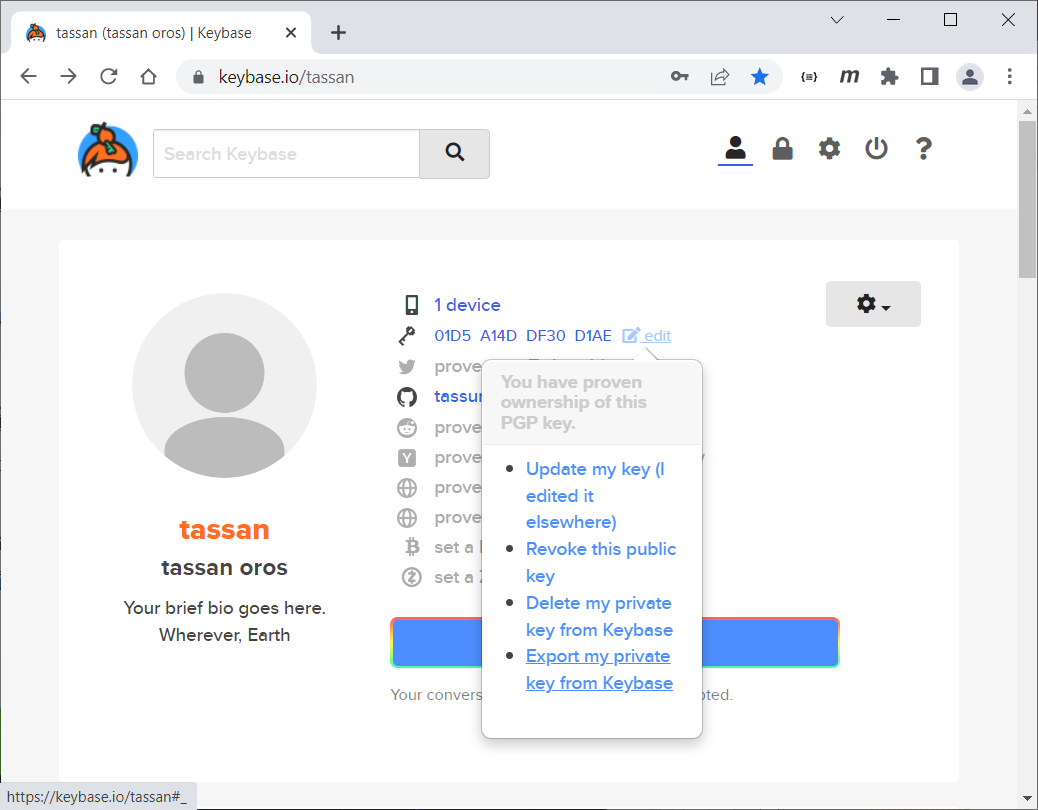 tassan (tassan oros) | Keybase
keybase.io/tassan
m
Search Keybase
?
1 device
01D5 A14D DF30 D1AE edit
prove
tassur
prove
Y prove
prove
prove
set a
set a
You have proven
ownership of this
PGP key.
Update my key (I
edited it
elsewhere)
Revoke this public
key
Delete my private
key from Keybase
Export my private
key from Keybase
tassan
tassan oros
Your brief bio goes here.
Wherever, Earth
Your convers
pted.
https://keybase.io/tassan#_